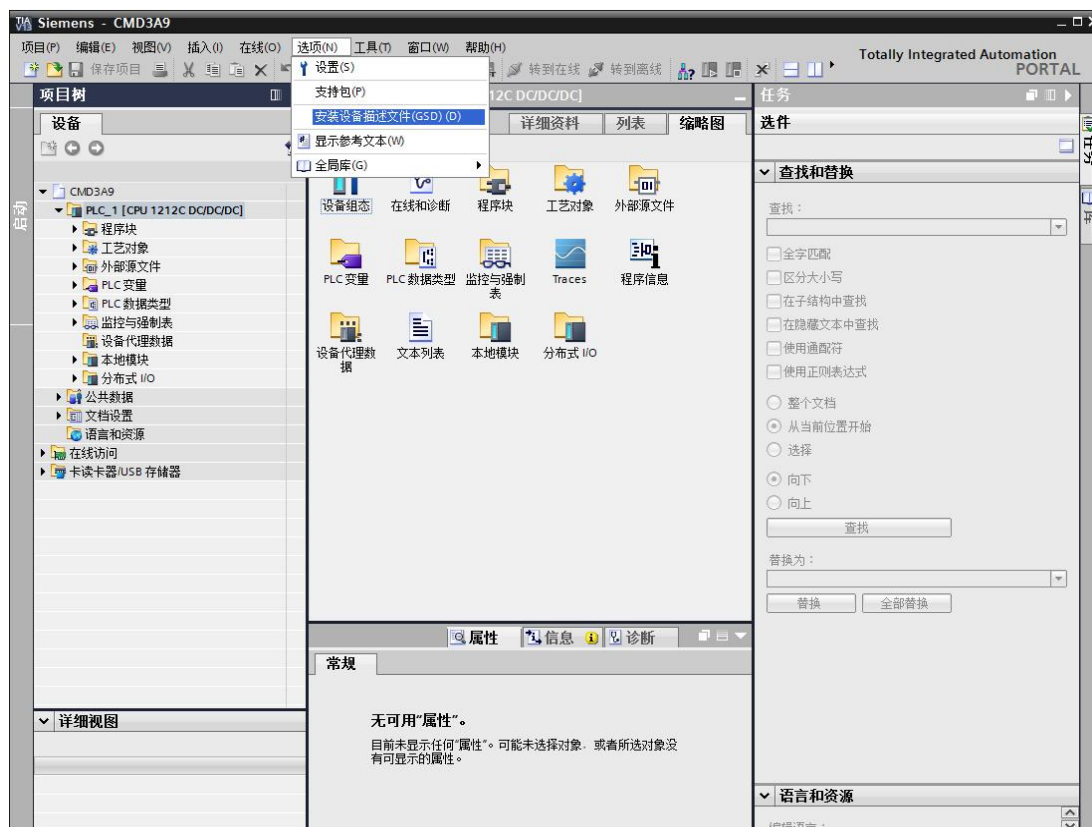 Siemens - CMD3A9
项目(P) 编辑(E) 视图(V) 插入(I) 在线(O) 选项(N) 工具(T) 窗口(W) 帮助(H)
Totally Integrated Automation
PORTAL
保存项目 转到在线 转到离线
设置(S)
支持包(P)
安装设备描述文件(GSD) (D)
显示参考文本(W)
全局库(G)
项目树
设备
CMD3A9
PLC_1 [CPU 1212C DC/DC/DC]
程序块
工艺对象
外部源文件
PLC 变量
PLC 数据类型
监控与强制表
设备代理数据
本地模块
分布式 I/O
公共数据
文档设置
语言和资源
在线访问
卡读卡器/USB 存储器
详细视图
启动
12C DC/DC/DC]
详细资料 列表 缩略图
设备组态 在线和诊断 程序块 工艺对象 外部源文件
PLC 变量 PLC 数据类型 监控与强制表 Traces 程序信息
设备代理数据 文本列表 本地模块 分布式 I/O
属性 信息 诊断
常规
无可用"属性"。
目前未显示任何"属性"。可能未选择对象，或者所选对象没
有可显示的属性。
任务
选件
查找和替换
查找：
全字匹配
区分大小写
在子结构中查找
在隐藏文本中查找
使用通配符
使用正则表达式
整个文档
从当前位置开始
选择
向下
向上
查找
替换为：
替换 全部替换
语言和资源
编辑语言：
任务
库